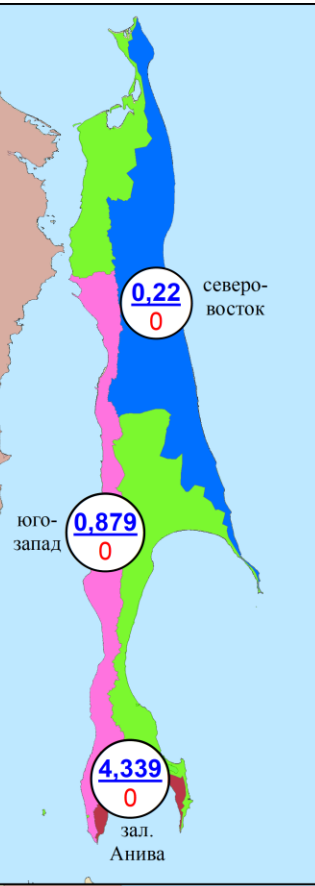 0,22
0
северо-
восток
юго-
запад
0,879
0
4,339
0
зал.
Анива